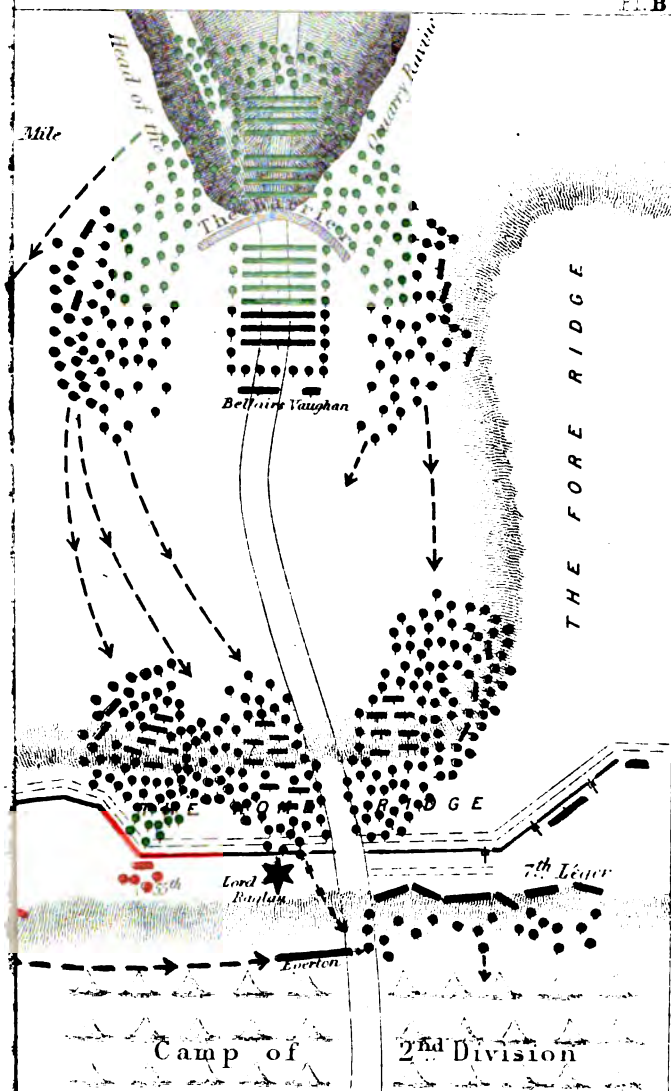 Pl. B
Head of the
Quarry Ravine
Mile
The Barrier
Bellairs Vaughan
THE FORE RIDGE
THE HOME RIDGE
55th
Lord
Raglan
7th Léger
Everton
Camp of 2nd Division